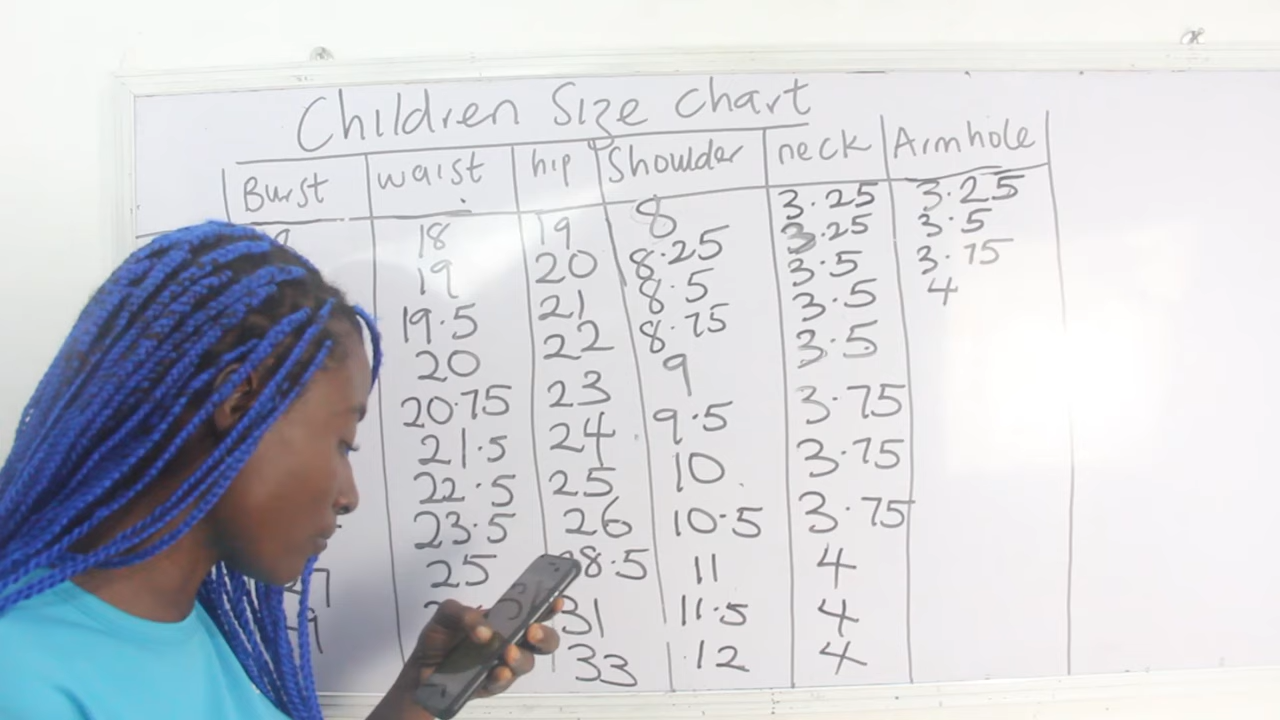 Children Size Chart
Burst waist hip Shoulder neck Armhole
18 19 8 3.25 3.25
19 20 8.25 3.25 3.5
19.5 21 8.5 3.5 3.75
20 22 8.75 3.5 4
20.75 23 9 3.5
21.5 24 9.5 3.75
22.5 25 10 3.75
23.5 26 10.5 3.75
25 8.5 11 4
31 11.5 4
33 12 4